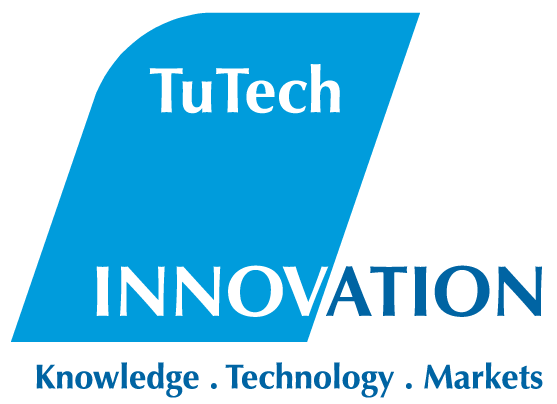 TuTech
INNOVATION
Knowledge . Technology . Markets